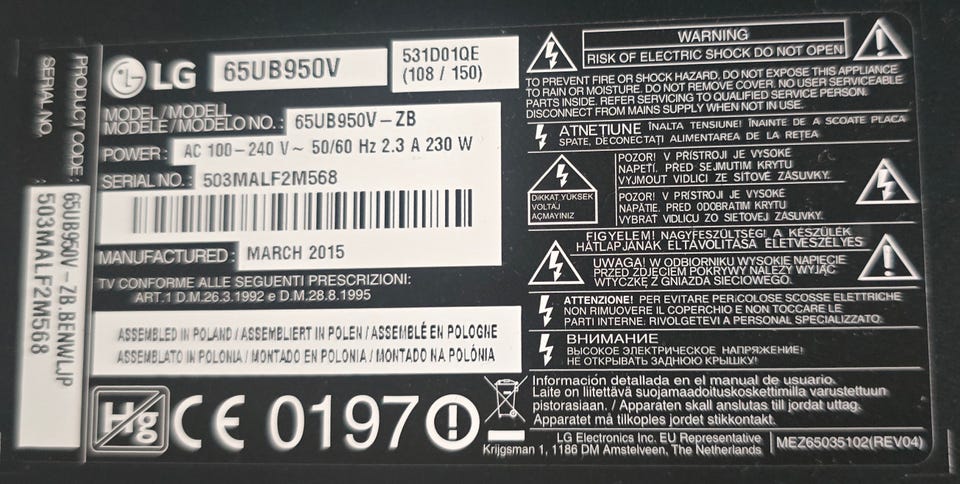 PRODUCT CODE:
SERIAL NO.
65UB950V-ZB.BENNWLJP
503MALF2M568
LG
65UB950V
531D01QE
(108 / 150)
MODEL / MODELL
MODELE / MODELO NO. :
65UB950V-ZB
POWER :
AC 100-240 V~ 50/60 Hz 2.3 A 230 W
SERIAL NO. :
503MALF2M568
MANUFACTURED :
MARCH 2015
TV CONFORME ALLE SEGUENTI PRESCRIZIONI:
ART.1 D.M.26.3.1992 e D.M.28.8.1995
ASSEMBLED IN POLAND / ASSEMBLIERT IN POLEN / ASSEMBLÉ EN POLOGNE
ASSEMBLATO IN POLONIA / MONTADO EN POLONIA / MONTADO NA POLÓNIA
Hg
CE 0197
WARNING
RISK OF ELECTRIC SHOCK DO NOT OPEN
TO PREVENT FIRE OR SHOCK HAZARD, DO NOT EXPOSE THIS APPLIANCE
TO RAIN OR MOISTURE. DO NOT REMOVE COVER. NO USER SERVICEABLE
PARTS INSIDE. REFER SERVICING TO QUALIFIED SERVICE PERSON.
DISCONNECT FROM MAINS SUPPLY WHEN NOT IN USE.
ATNEŢIUNE ÎNALTA TENSIUNE! ÎNAINTE DE A SCOATE PLACA
SPATE, DECONECTAŢI ALIMENTAREA DE LA REŢEA
DİKKAT.YÜKSEK
VOLTAJ
AÇMAYINIZ
POZOR! V PŘÍSTROJI JE VYSOKÉ
NAPĚTÍ. PŘED SEJMUTIM KRYTU
VYJMOUT VIDLICI ZE SÍTOVÉ ZÁSUVKY.
POZOR! V PRÍSTROJI JE VYSOKÉ
NAPÄTIE. PRED ODOBRATIM KRYTU
VYBRAT VIDLICU ZO SIETOVEJ ZÁSUVKY.
FIGYELEM! NAGYFESZÜLTSÉG! A KÉSZÜLÉK
HÁTLAPJÁNAK ELTÁVOLITÁSA ÉLETVESZÉLYES
UWAGA! W ODBIORNIKU WYSOKIE NAPIĘCIE
PRZED ZDJĘCIEM POKRYWY NALEŻY WYJĄĆ
WTYCZKĘ Z GNIAZDA SIECIOWEGO.
ATTENZIONE! PER EVITARE PERICOLOSE SCOSSE ELETTRICHE
NON RIMUOVERE IL COPERCHIO E NON TOCCARE LE
PARTI INTERNE. RIVOLGETEVI A PERSONAL SPECIALIZZATO.
ВНИМАНИЕ
ВЫСОКОЕ ЭЛЕКТРИЧЕСКОЕ НАПРЯЖЕНИЕ!
НЕ ОТКРЫВАТЬ ЗАДНЮЮ КРЫШКУ!
Información detallada en el manual de usuario.
Laite on liitettävä suojamaadoituskoskettimilla varustettuun
pistorasiaan. / Apparaten skall anslutas till jordat uttag.
Apparatet må tilkoples jordet stikkontakt.
LG Electronics Inc. EU Representative
Krijgsman 1, 1186 DM Amstelveen, The Netherlands
MEZ65035102(REV04)